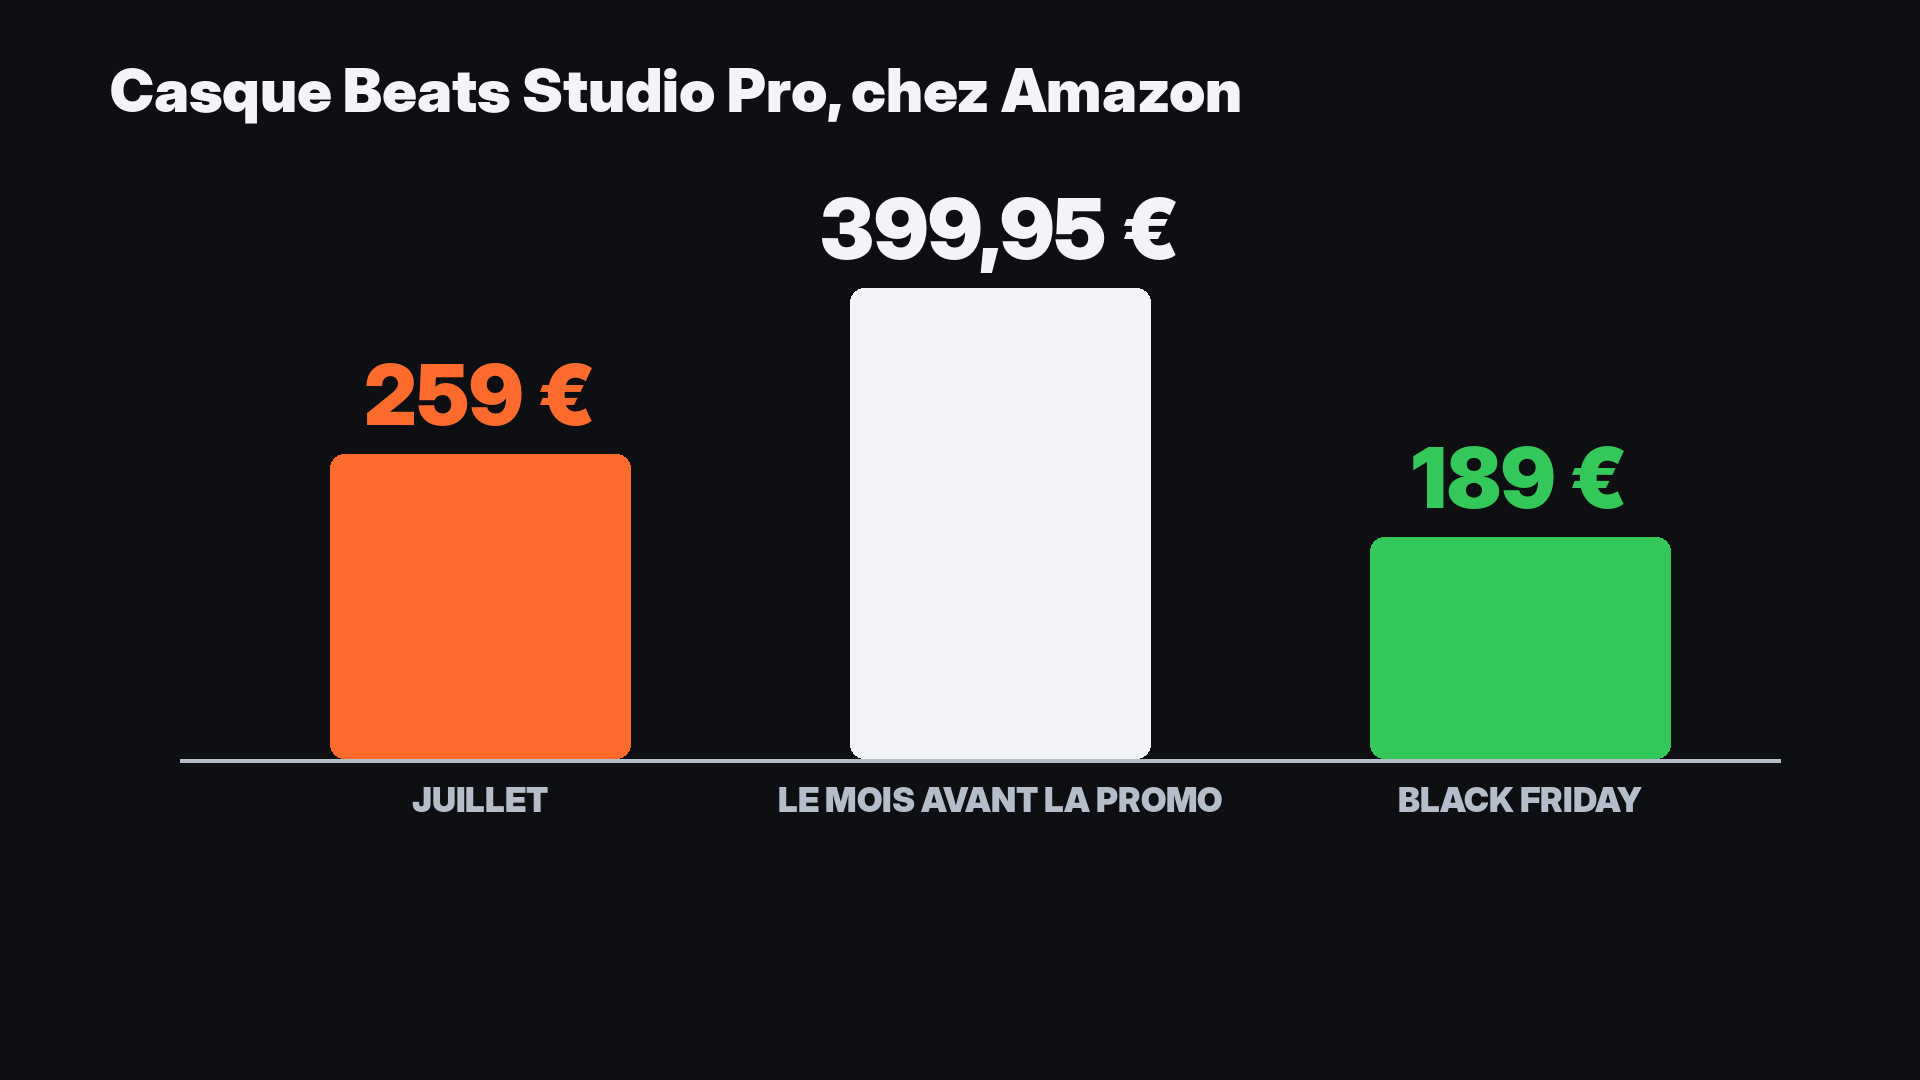 Casque Beats Studio Pro, chez Amazon
399,95 €
259 €
189 €
JUILLET
LE MOIS AVANT LA PROMO
BLACK FRIDAY